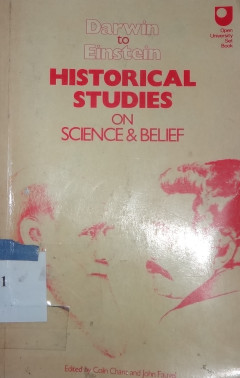 Open
University
Set
Book
Darwin
to
Einstein
HISTORICAL
STUDIES
ON
SCIENCE & BELIEF
1
Edited by Colin Chant and John Fauvel